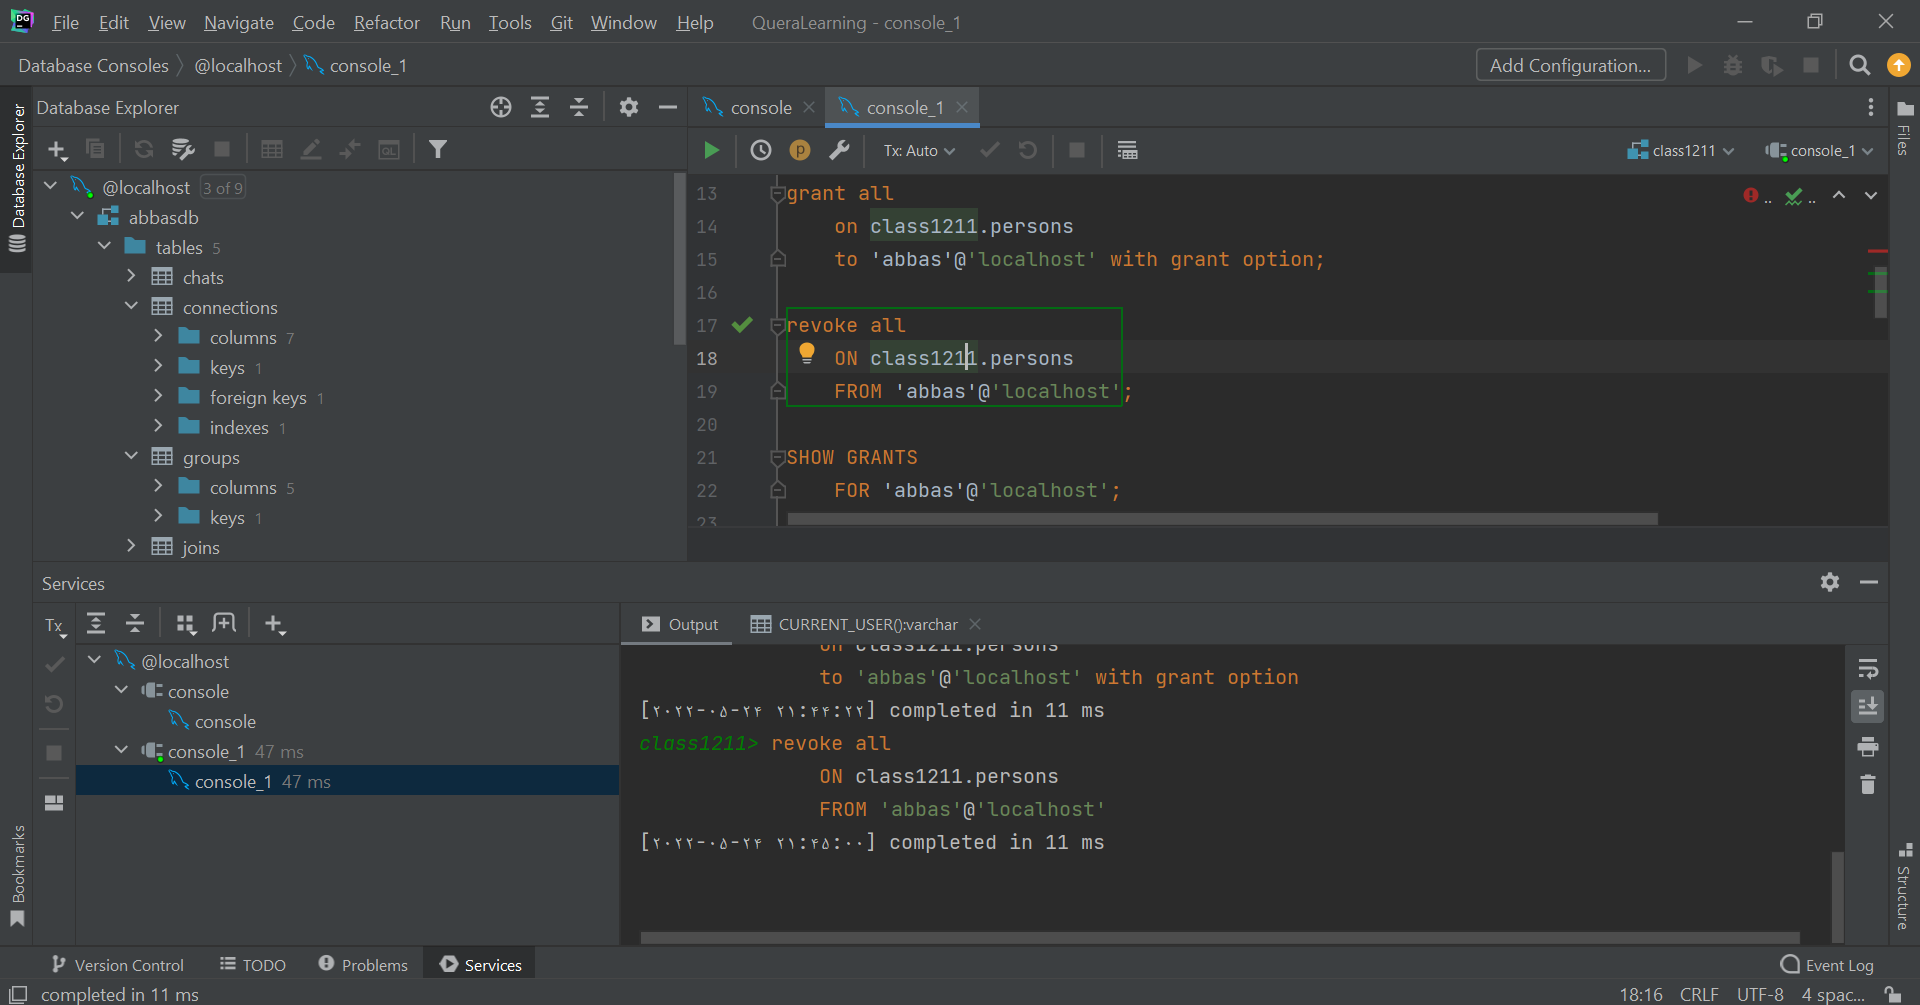 DG File Edit View Navigate Code Refactor Run Tools Git Window Help QueraLearning - console_1
Database Consoles @localhost console_1 Add Configuration...
Database Explorer
Database Explorer
@localhost 3 of 9
abbasdb
tables 5
chats
connections
columns 7
keys 1
foreign keys 1
indexes 1
groups
columns 5
keys 1
joins
console console_1
Tx: Auto class1211 console_1
Files
13 grant all
14 on class1211.persons
15 to 'abbas'@'localhost' with grant option;
16
17 revoke all
18 ON class1211.persons
19 FROM 'abbas'@'localhost';
20
21 SHOW GRANTS
22 FOR 'abbas'@'localhost';
23
Services
Tx
@localhost
console
console
console_1 47 ms
console_1 47 ms
Output CURRENT_USER():varchar
on class1211.persons
to 'abbas'@'localhost' with grant option
[۲۰۲۲-۰۵-۲۴ ۲۱:۴۴:۲۲] completed in 11 ms
class1211> revoke all
ON class1211.persons
FROM 'abbas'@'localhost'
[۲۰۲۲-۰۵-۲۴ ۲۱:۴۵:۰۰] completed in 11 ms
Bookmarks
Structure
Version Control TODO Problems Services Event Log
completed in 11 ms 18:16 CRLF UTF-8 4 spac...